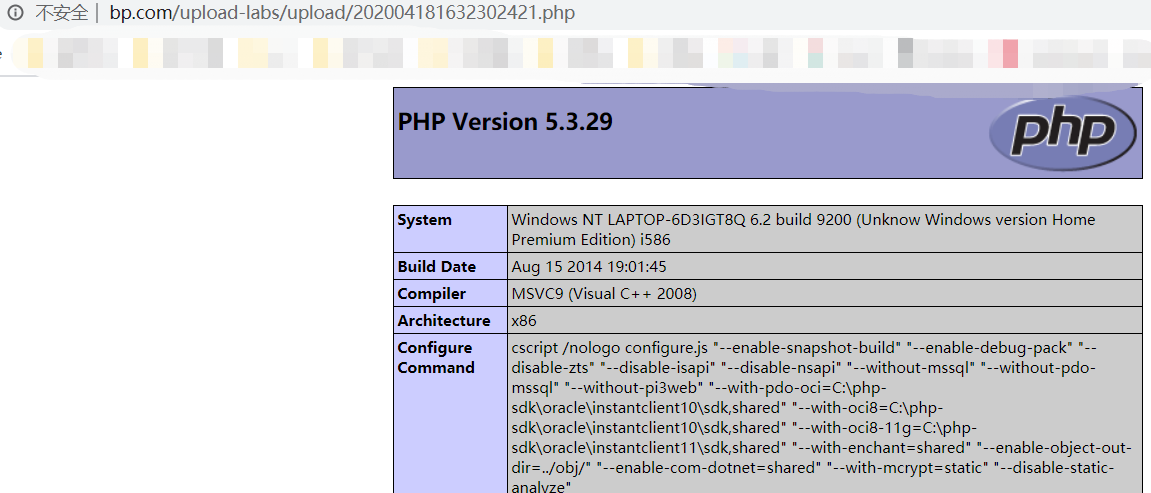 不安全 | bp.com/upload-labs/upload/202004181632302421.php
PHP Version 5.3.29
php
System
Windows NT LAPTOP-6D3IGT8Q 6.2 build 9200 (Unknow Windows version Home
Premium Edition) i586
Build Date
Aug 15 2014 19:01:45
Compiler
MSVC9 (Visual C++ 2008)
Architecture
x86
Configure
Command
cscript /nologo configure.js "--enable-snapshot-build" "--enable-debug-pack" "--
disable-zts" "--disable-isapi" "--disable-nsapi" "--without-mssql" "--without-pdo-
mssql" "--without-pi3web" "--with-pdo-oci=C:\php-
sdk\oracle\instantclient10\sdk,shared" "--with-oci8=C:\php-
sdk\oracle\instantclient10\sdk,shared" "--with-oci8-11g=C:\php-
sdk\oracle\instantclient11\sdk,shared" "--with-enchant=shared" "--enable-object-out-
dir=../obj/" "--enable-com-dotnet=shared" "--with-mcrypt=static" "--disable-static-
analyze"